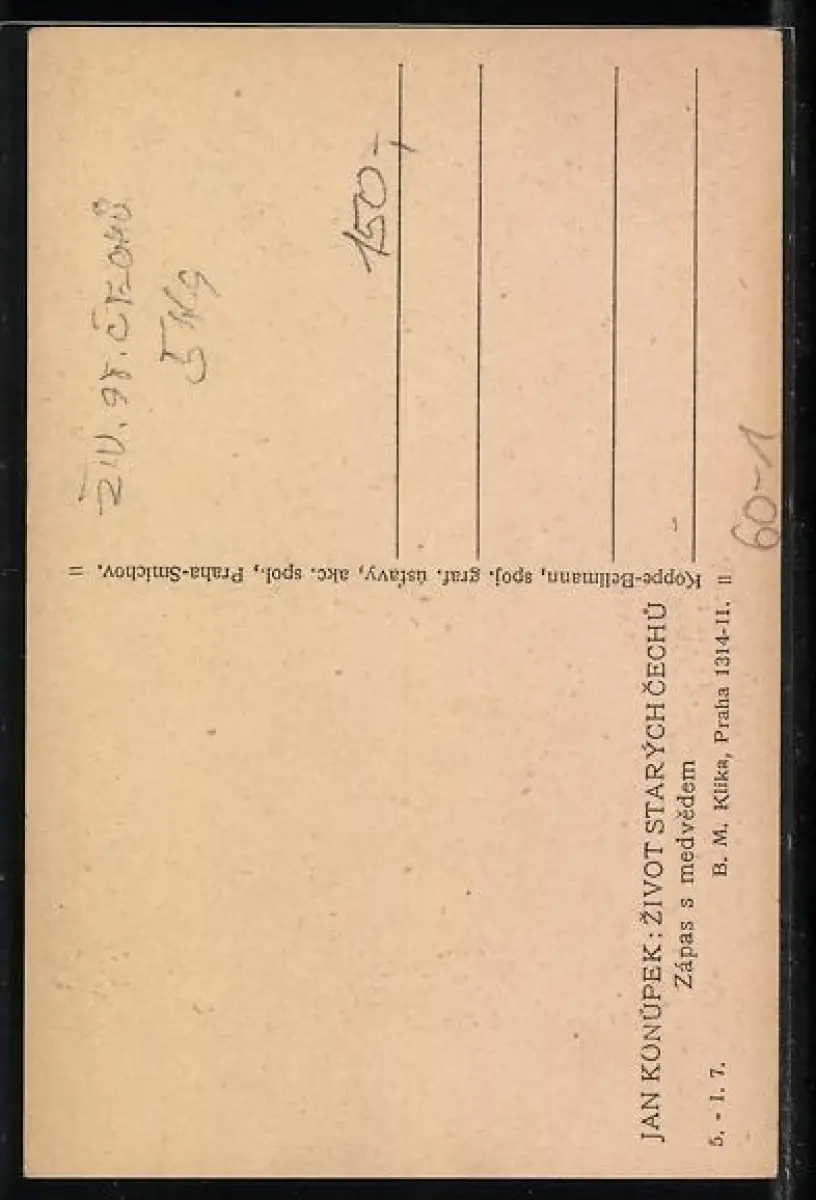 150,-
60-1
Koppe-Bellmann, spoj. graf. ústavy, akc. spol., Praha-Smíchov. =
JAN KONŮPEK: ŽIVOT STARÝCH ČECHŮ
Zápas s medvědem
5. - I. 7. B. M. Klika, Praha 1314-II. =